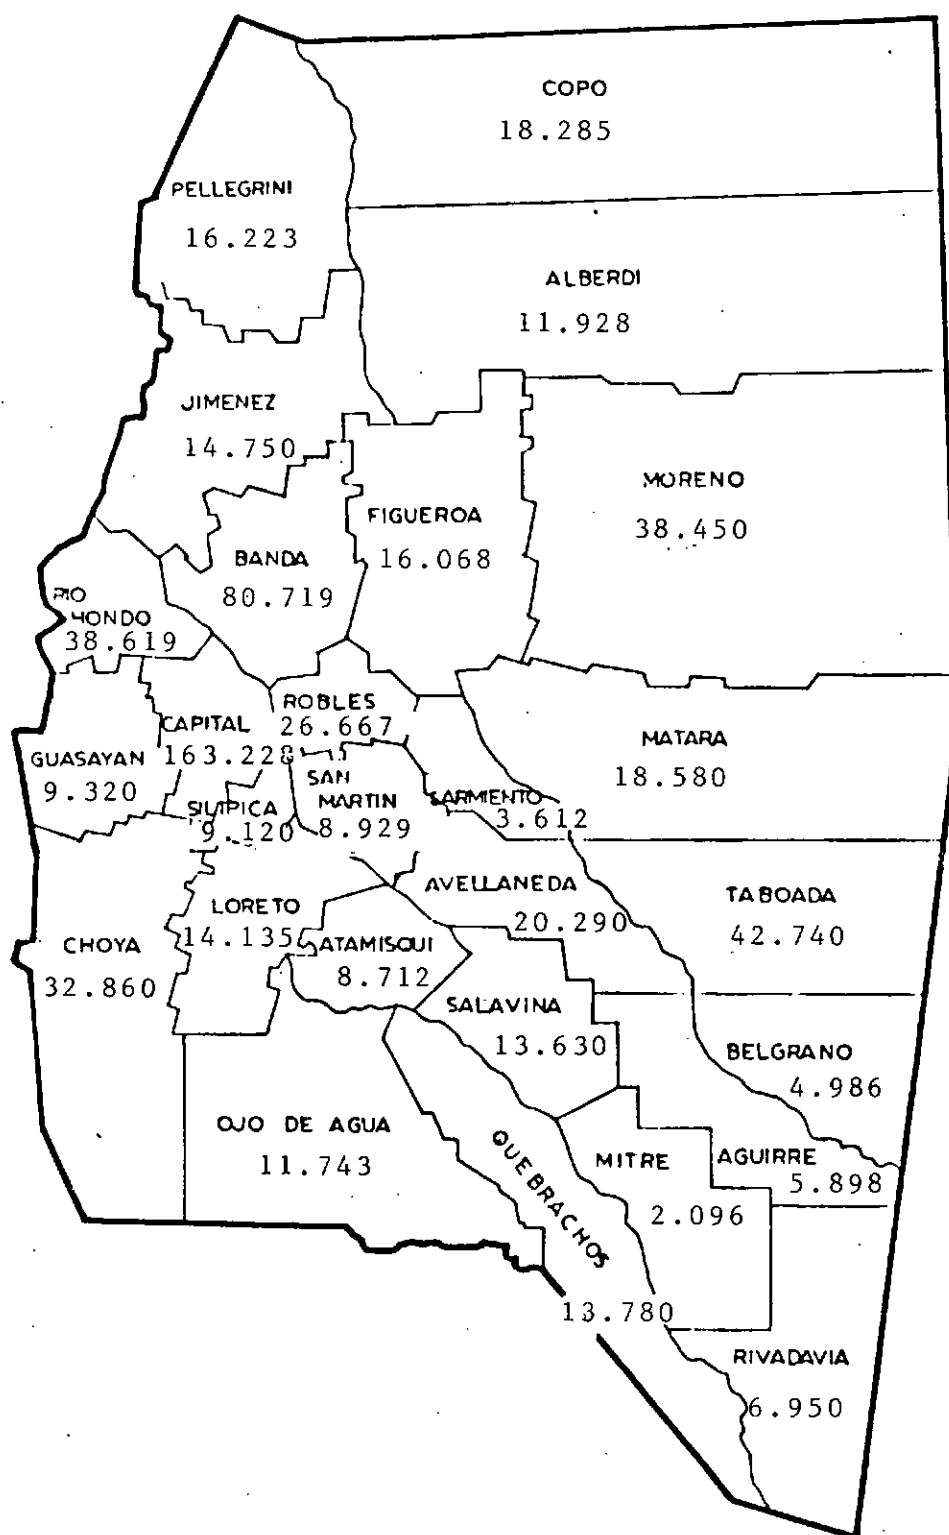 COPO
18.285
PELLEGRINI
16.223
ALBERDI
11.928
JIMENEZ
14.750
MORENO
38.450
FIGUEROA
16.068
BANDA
80.719
RIO
HONDO
38.619
ROBLES
26.667
CAPITAL
163.228
GUASAYAN
9.320
MATARA
18.580
SAN
MARTIN
8.929
SARMIENTO
3.612
SILIPICA
9.120
AVELLANEDA
20.290
TABOADA
42.740
LORETO
14.135
ATAMISQUI
8.712
CHOYA
32.860
SALAVINA
13.630
BELGRANO
4.986
OJO DE AGUA
11.743
QUEBRACHOS
13.780
MITRE
2.096
AGUIRRE
5.898
RIVADAVIA
6.950